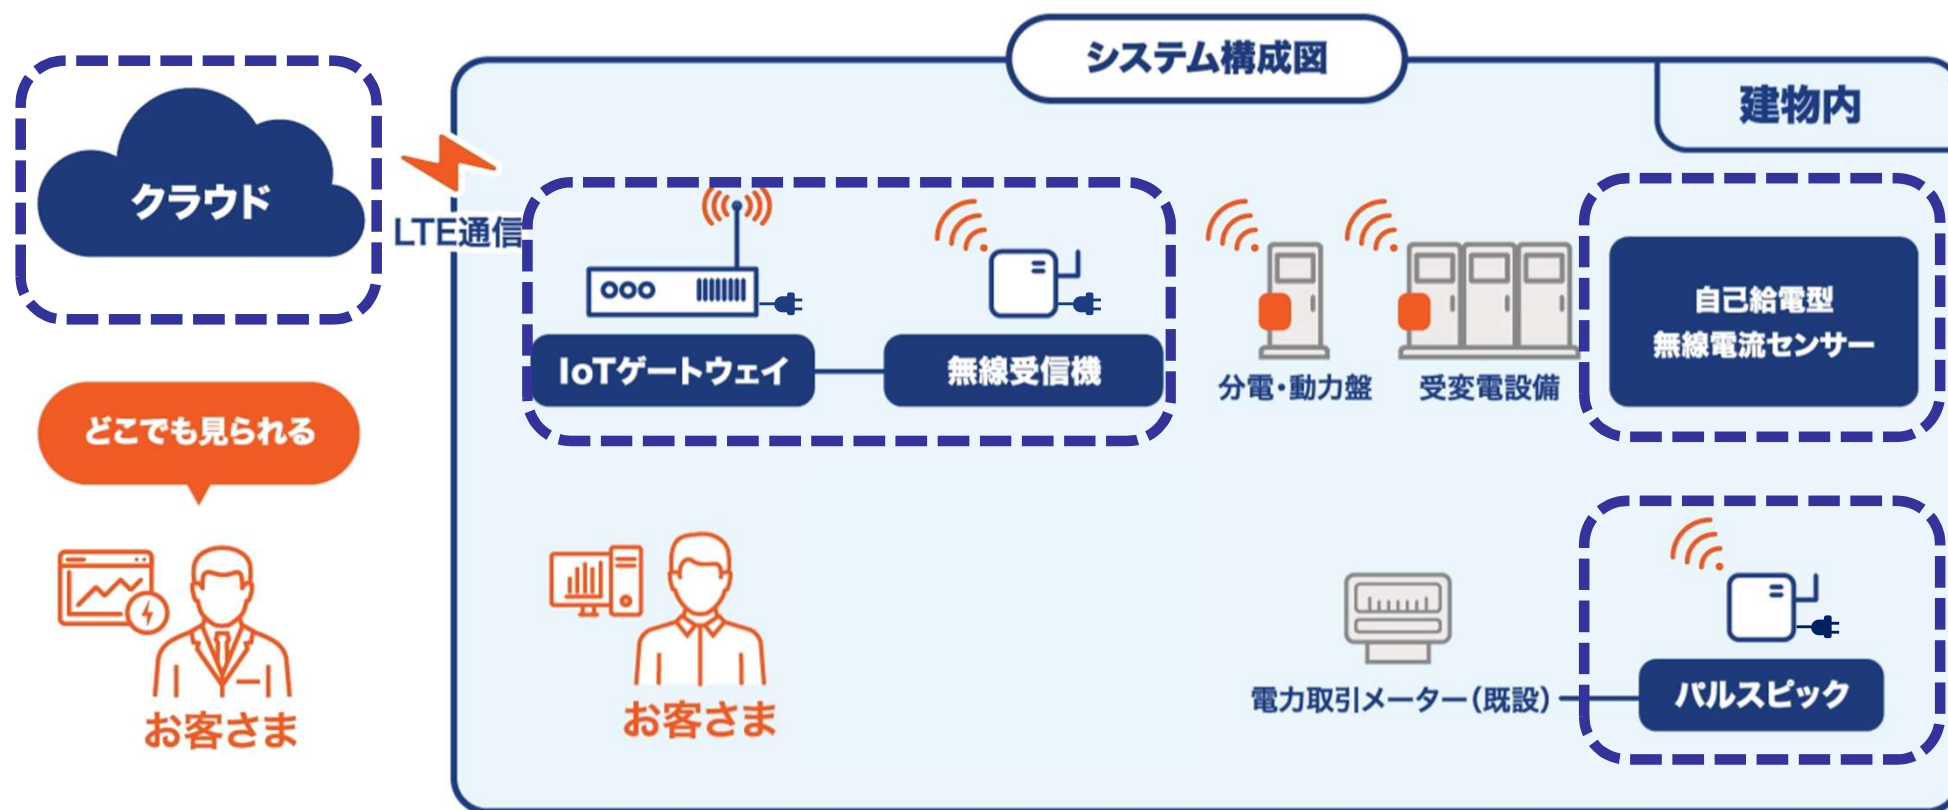 システム構成図
建物内
クラウド
LTE通信
IoTゲートウェイ
無線受信機
分電・動力盤
受変電設備
自己給電型
無線電流センサー
どこでも見られる
お客さま
お客さま
電力取引メーター(既設)
パルスピック